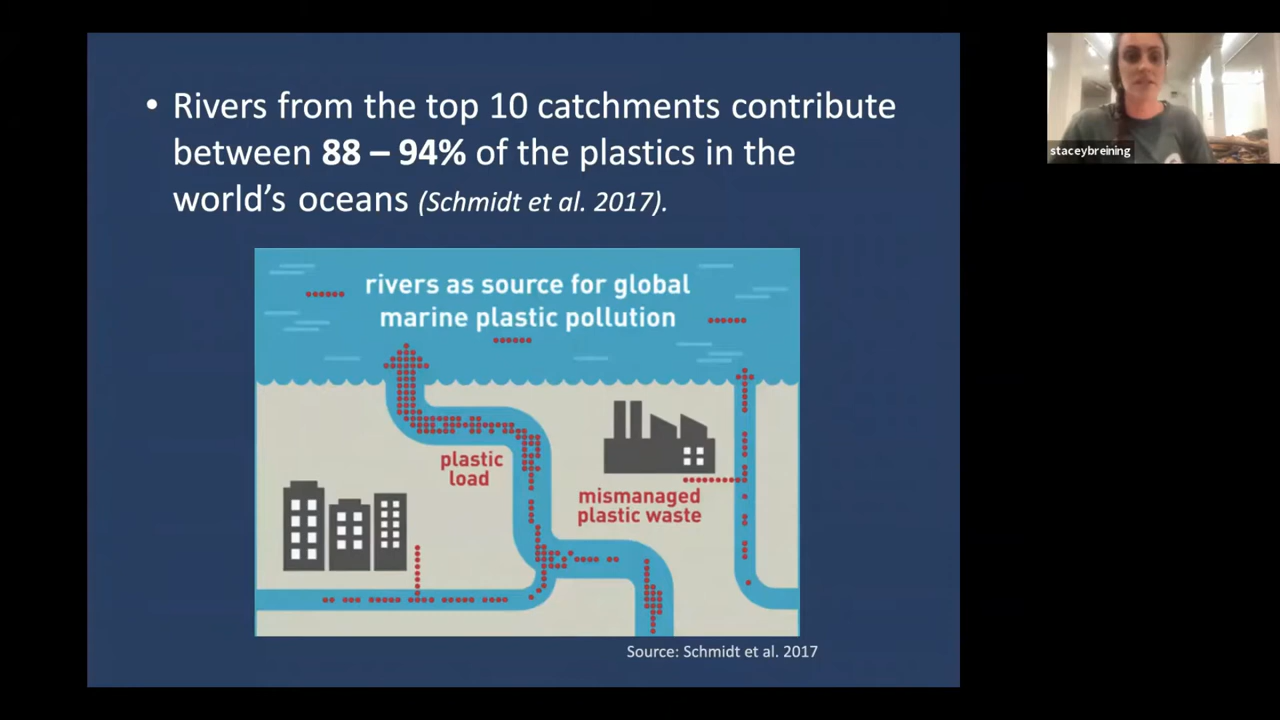 • Rivers from the top 10 catchments contribute
between 88 – 94% of the plastics in the
world’s oceans (Schmidt et al. 2017).
staceybreining
rivers as source for global
marine plastic pollution
plastic
load
mismanaged
plastic waste
Source: Schmidt et al. 2017